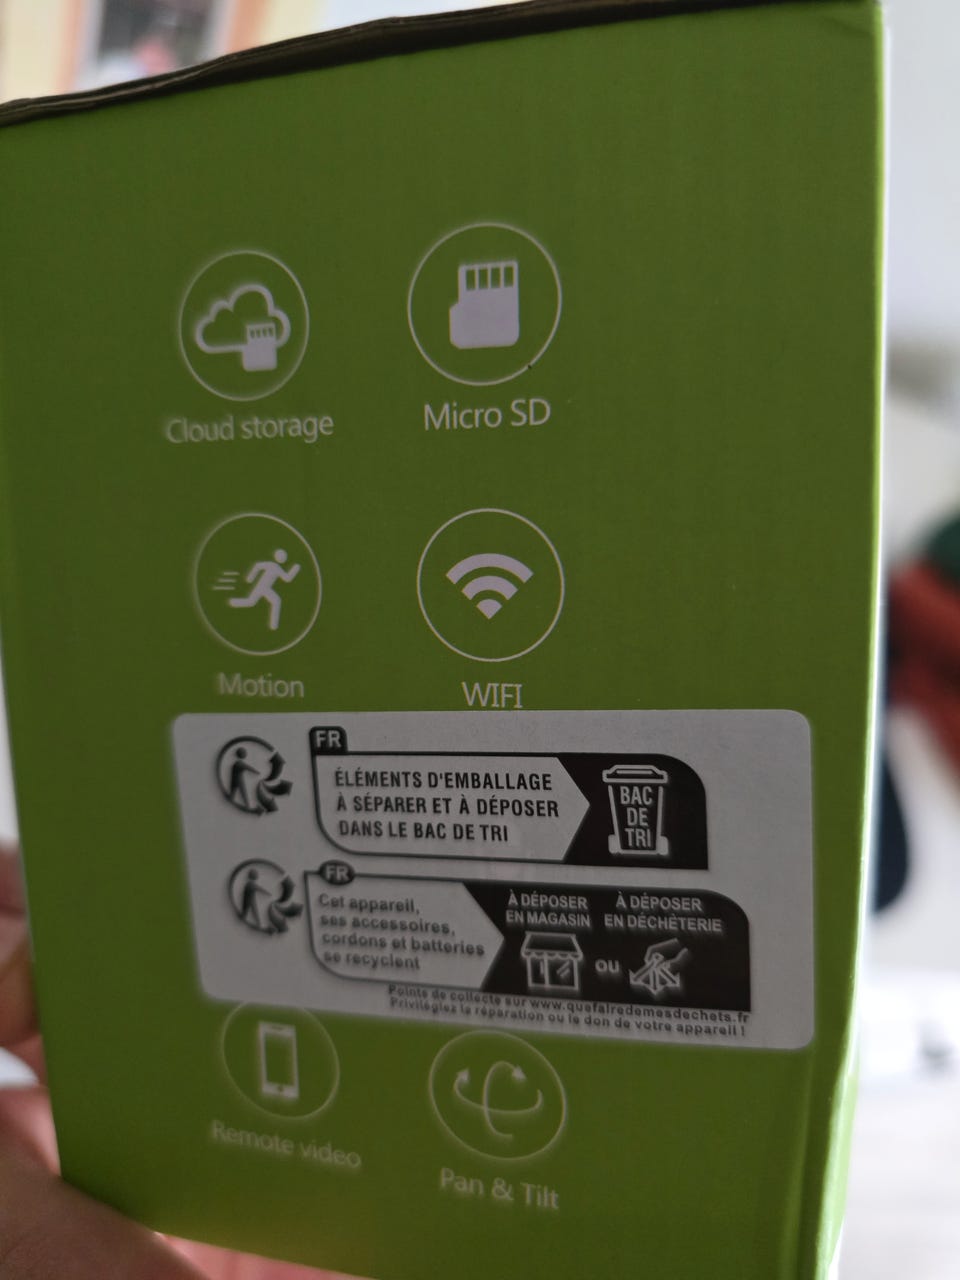 Cloud storage
Micro SD
Motion
WIFI
FR
ÉLÉMENTS D'EMBALLAGE
À SÉPARER ET À DÉPOSER
DANS LE BAC DE TRI
BAC
DE
TRI
FR
Cet appareil,
ses accessoires,
cordons et batteries
se recyclent
À DÉPOSER
EN MAGASIN
ou
À DÉPOSER
EN DÉCHÈTERIE
Points de collecte sur www.quefairedemesdechets.fr
Privilégiez la réparation ou le don de votre appareil !
Remote video
Pan & Tilt